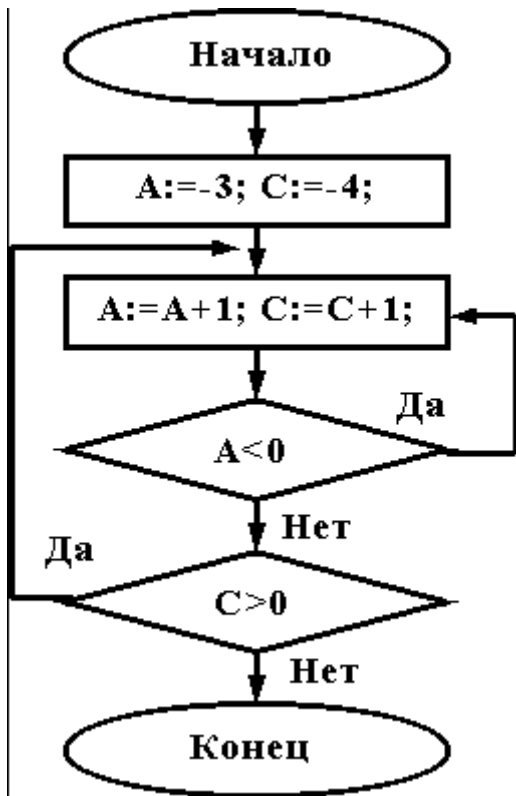 Начало
A:=-3; C:=-4;
A:=A+1; C:=C+1;
Да
A<0
Нет
Да
C>0
Нет
Конец